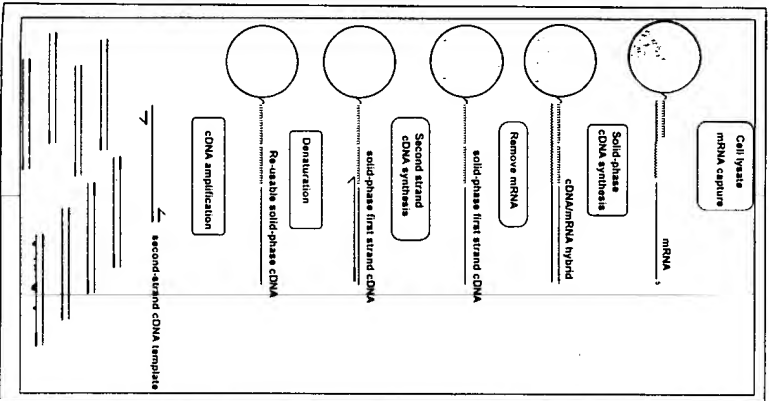 Cell lysate
mRNA capture
mRNA
Solid-phase
cDNA synthesis
cDNA/mRNA hybrid
Remove mRNA
solid-phase first strand cDNA
Second strand
cDNA synthesis
solid-phase first strand cDNA
Denaturation
Re-usable solid-phase cDNA
cDNA amplification
second-strand cDNA template